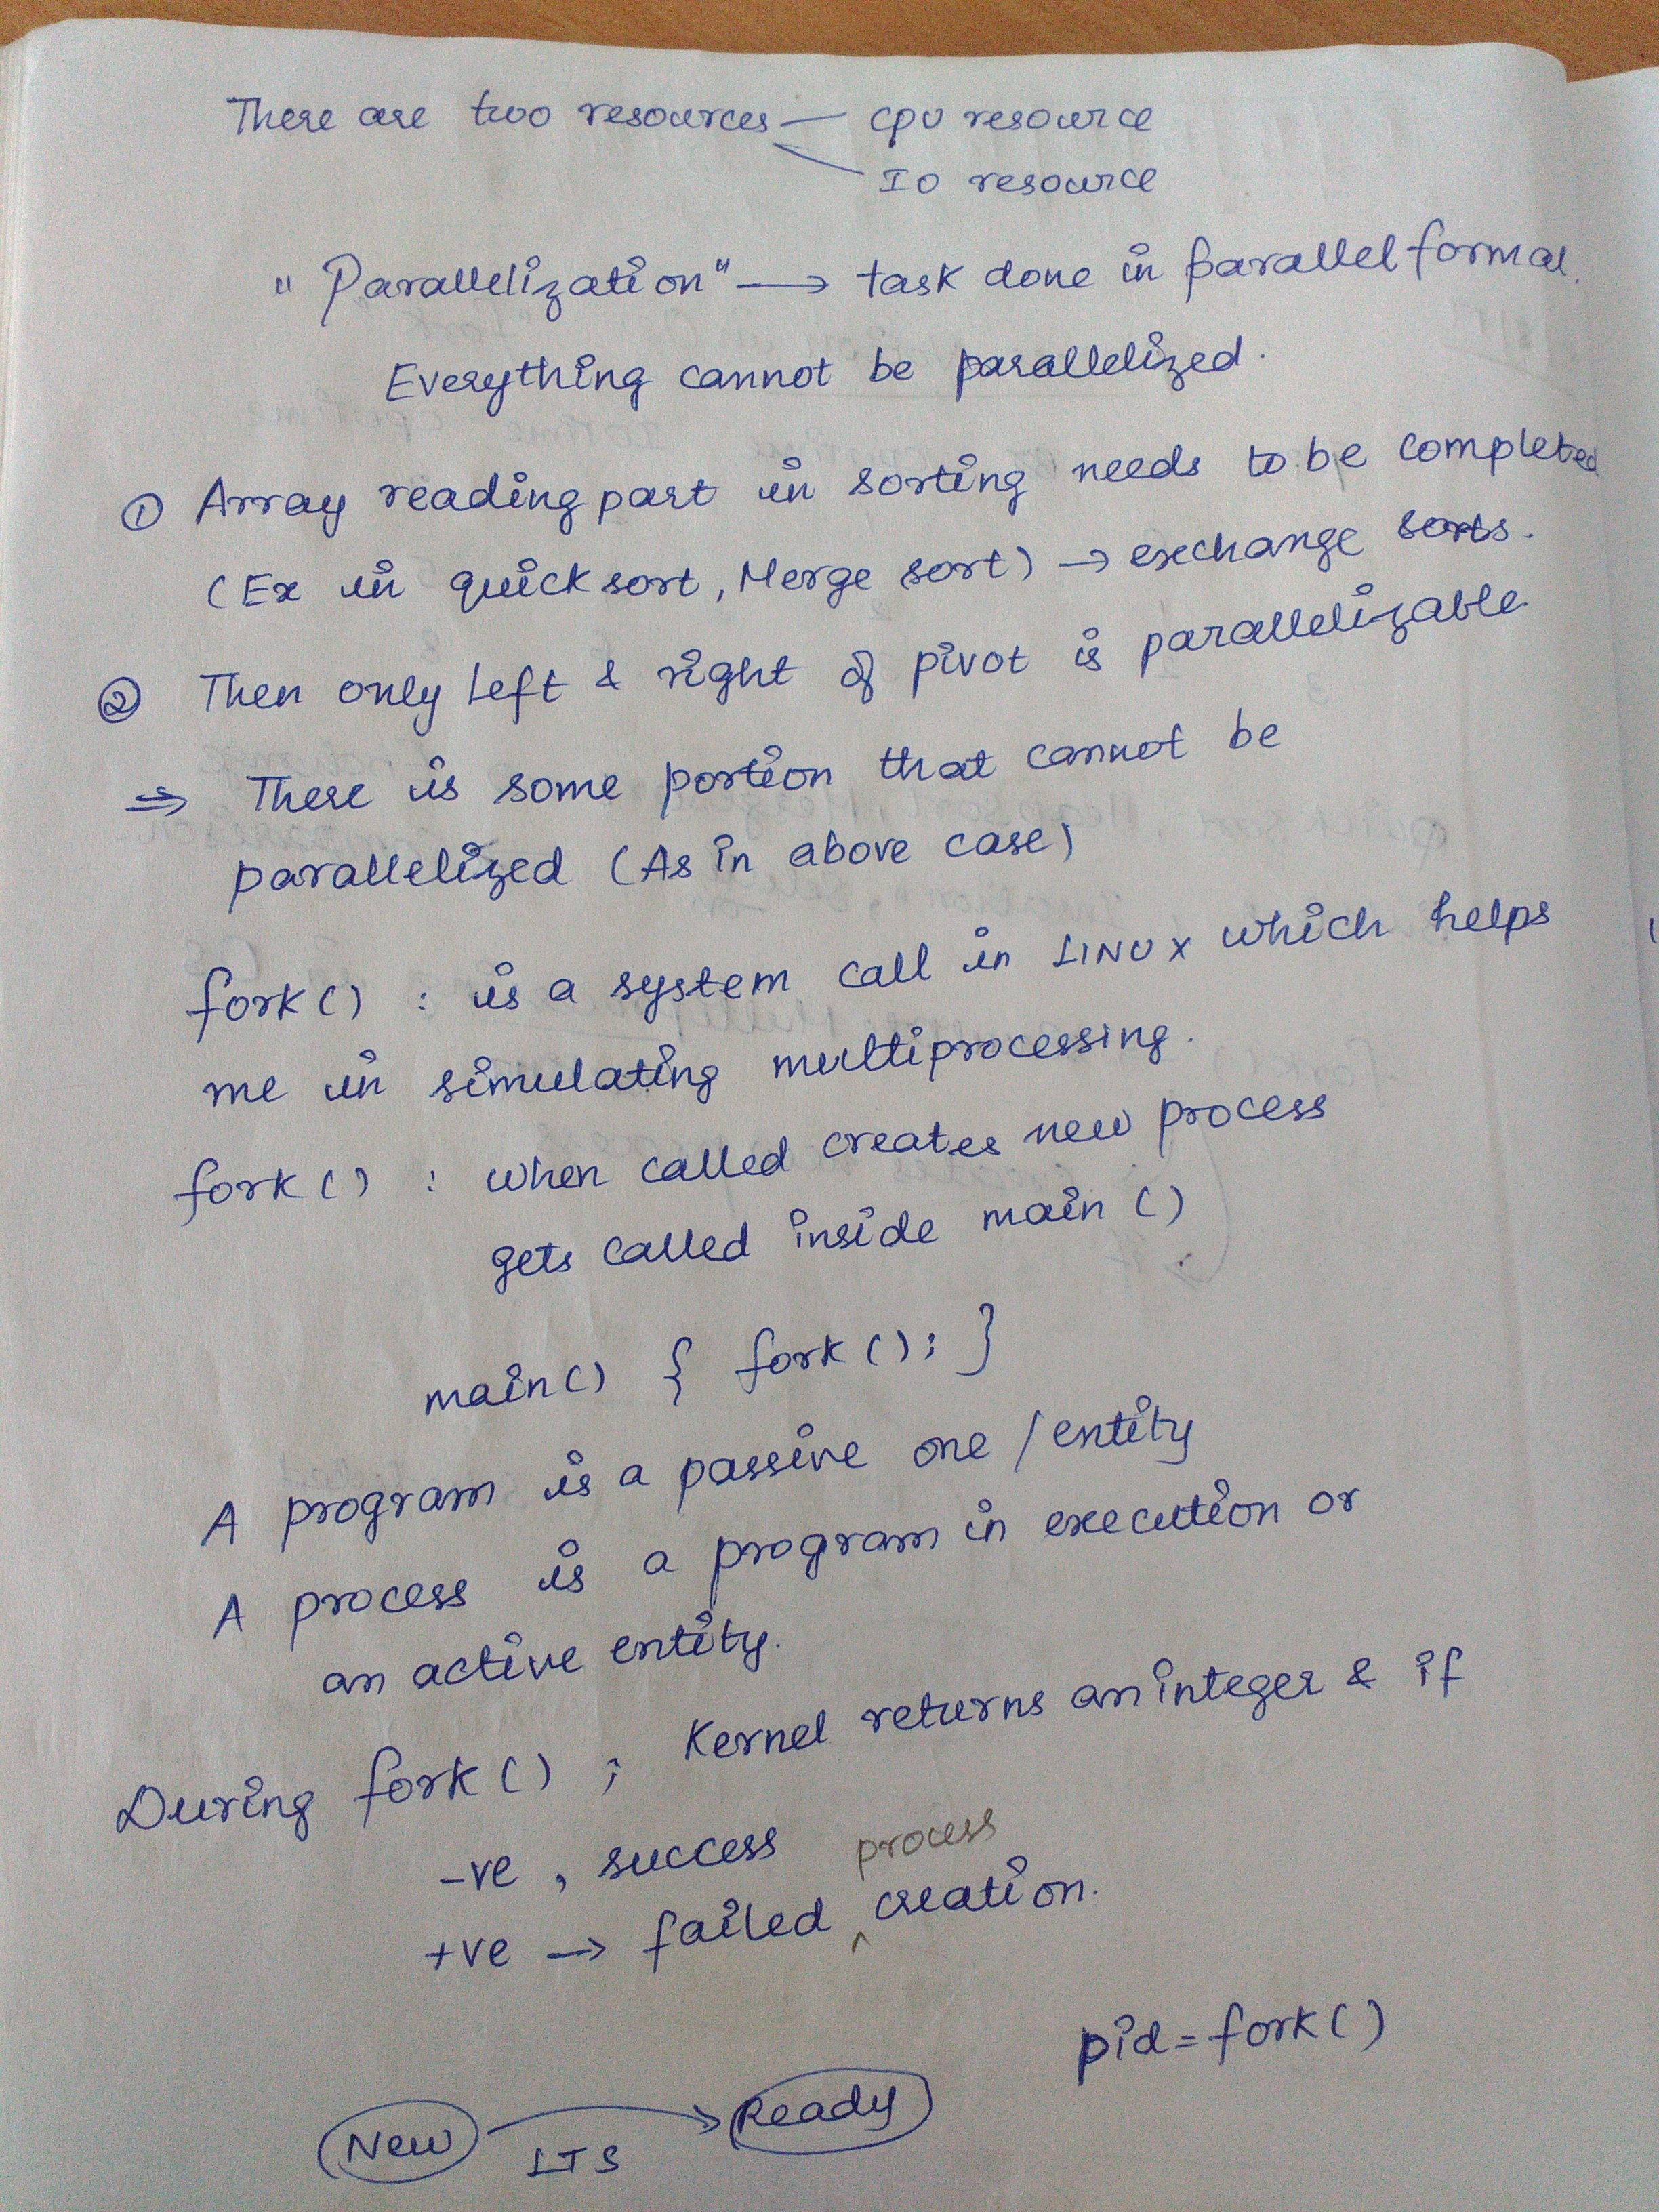 There are two resources — CPU resource
IO resource
"Parallelization" → task done in parallel format.
Everything cannot be parallelized.
① Array reading part in sorting needs to be completed
(Ex in quick sort, Merge sort) → exchange sorts.
② Then only left & right of pivot is parallelizable
⇒ There is some portion that cannot be
parallelized (As in above case)
fork() : is a system call in LINUX which helps
me in simulating multiprocessing.
fork() : when called creates new process
gets called inside main ()
main() { fork(); }
A program is a passive one / entity
A process is a program in execution or
an active entity.
During fork() ; Kernel returns an integer & if
-ve , success
+ve → failed process creation.
pid = fork()
New → Ready
LTS